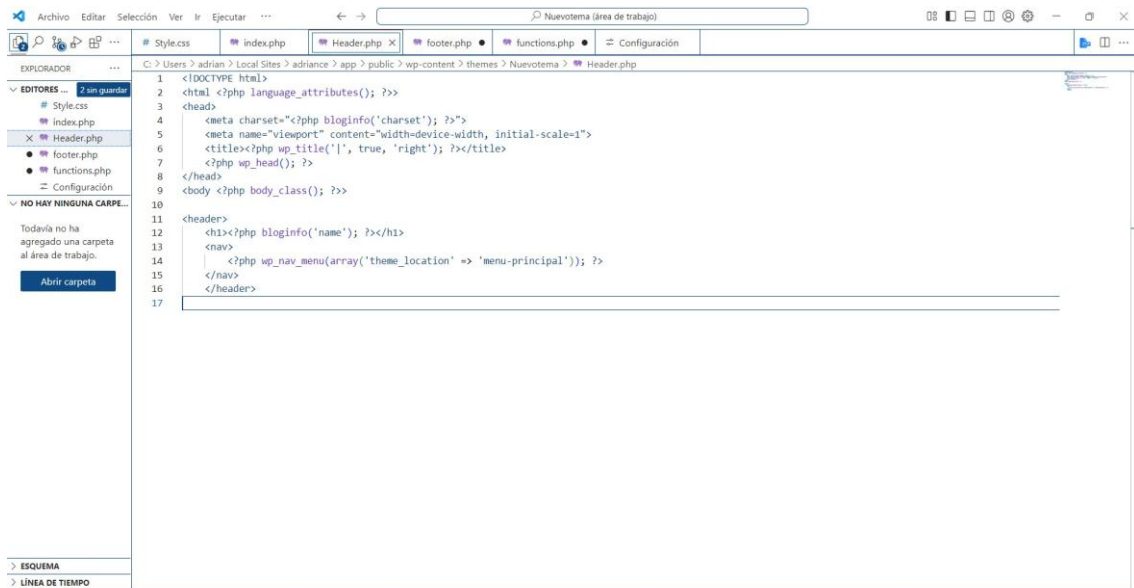 Archivo Editar Selección Ver Ir Ejecutar ··· Nuevotema (área de trabajo)
Style.css index.php Header.php footer.php functions.php Configuración
EXPLORADOR ···
C: > Users > adrian > Local Sites > adriance > app > public > wp-content > themes > Nuevotema > Header.php
EDITORES ... 2 sin guardar
# Style.css
index.php
Header.php
footer.php
functions.php
Configuración
NO HAY NINGUNA CARPE...
Todavía no ha
agregado una carpeta
al área de trabajo.
Abrir carpeta
1 <!DOCTYPE html>
2 <html <?php language_attributes(); ?>>
3 <head>
4     <meta charset="<?php bloginfo('charset'); ?>">
5     <meta name="viewport" content="width=device-width, initial-scale=1">
6     <title><?php wp_title('|', true, 'right'); ?></title>
7     <?php wp_head(); ?>
8 </head>
9 <body <?php body_class(); ?>>
10
11 <header>
12     <h1><?php bloginfo('name'); ?></h1>
13     <nav>
14         <?php wp_nav_menu(array('theme_location' => 'menu-principal')); ?>
15     </nav>
16     </header>
17
ESQUEMA
LÍNEA DE TIEMPO